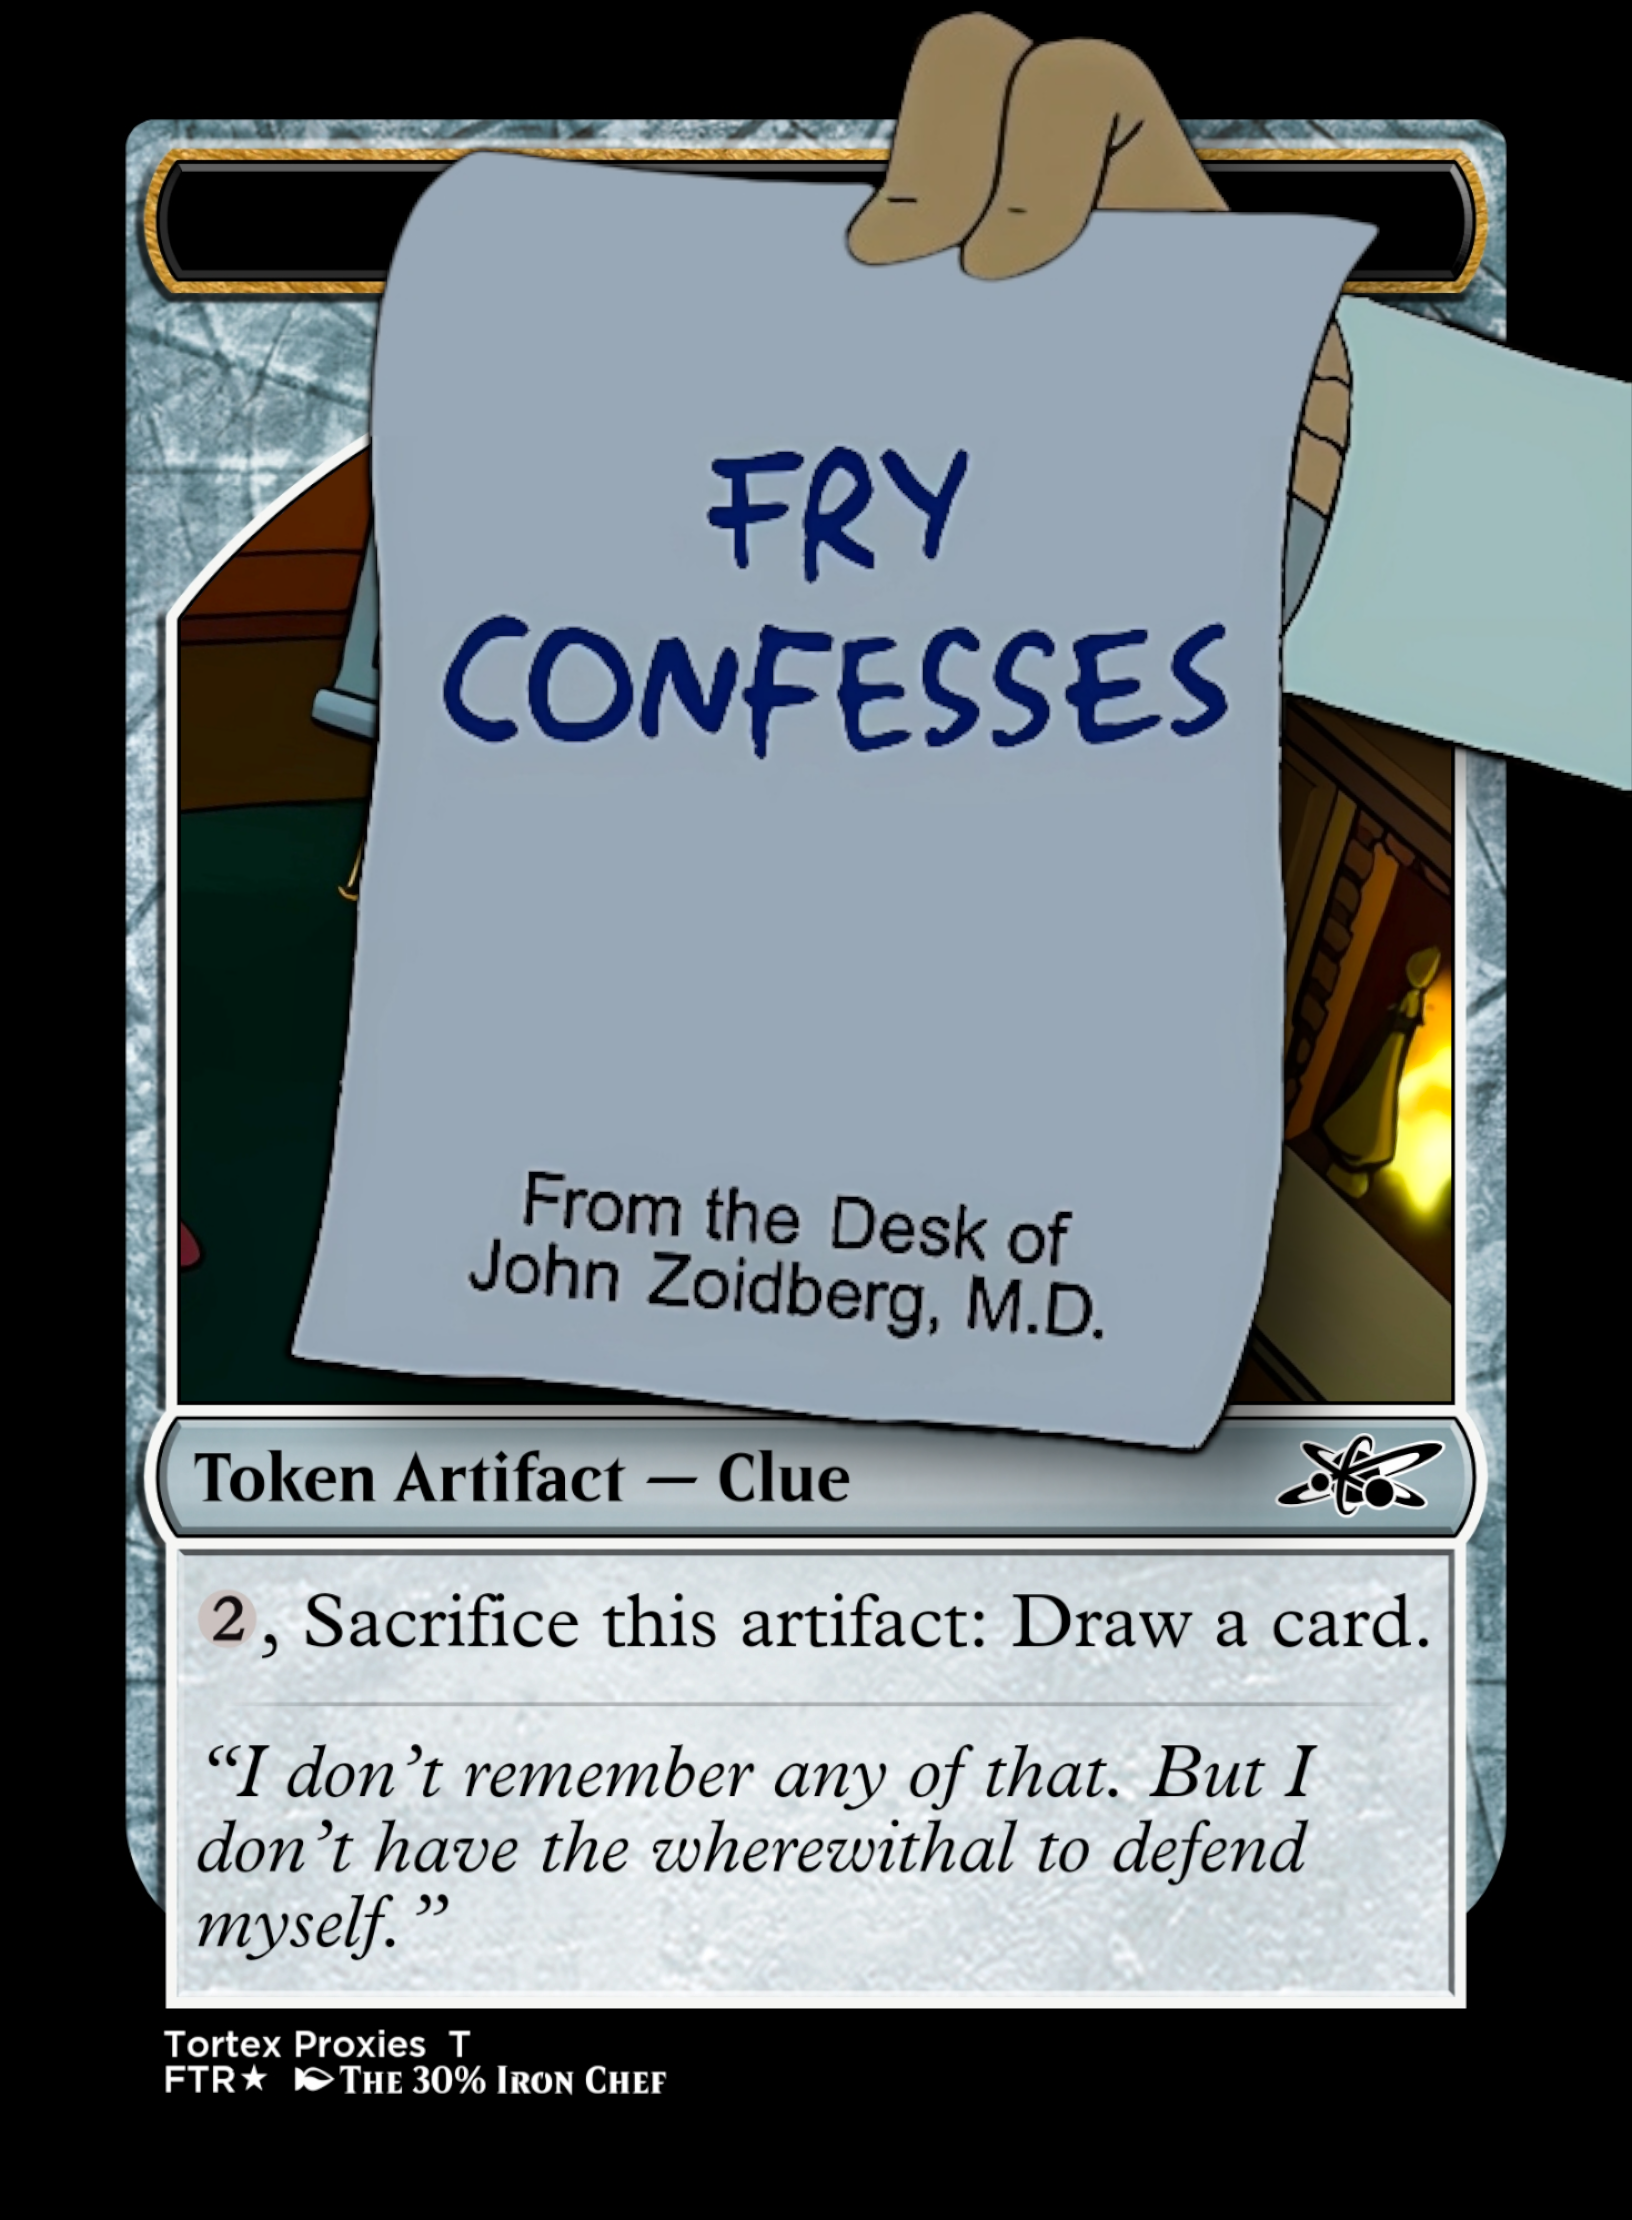 FRY
CONFESSES
From the Desk of
John Zoidberg, M.D.
Token Artifact — Clue
2, Sacrifice this artifact: Draw a card.
“I don’t remember any of that. But I
don’t have the wherewithal to defend
myself.”
Tortex Proxies T
FTR★ The 30% Iron Chef